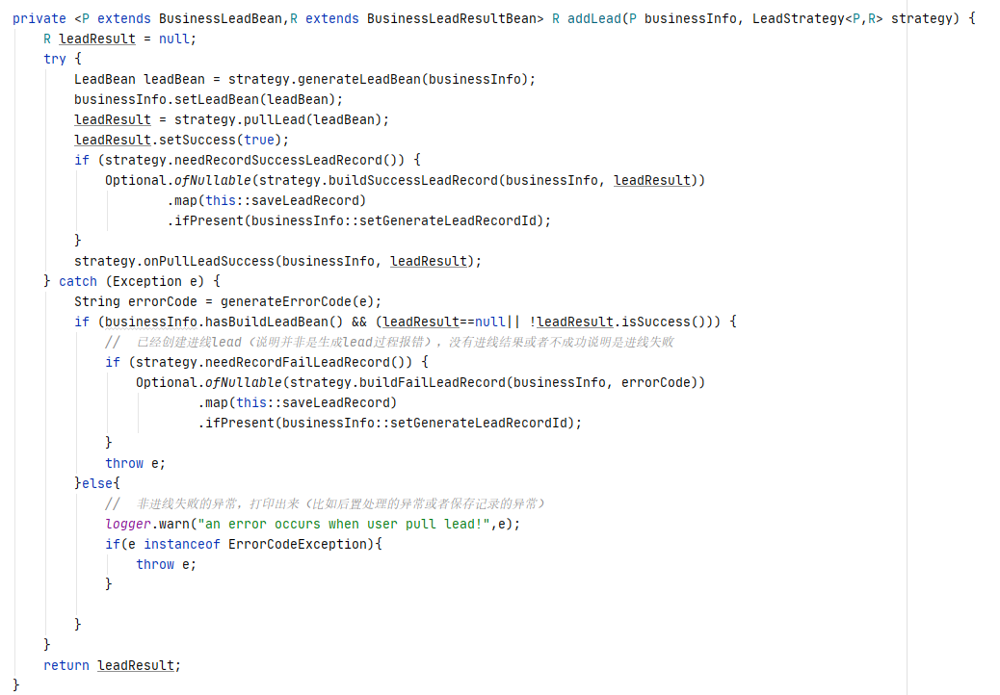 private <P extends BusinessLeadBean,R extends BusinessLeadResultBean> R addLead(P businessInfo, LeadStrategy<P,R> strategy) {
    R leadResult = null;
    try {
        LeadBean leadBean = strategy.generateLeadBean(businessInfo);
        businessInfo.setLeadBean(leadBean);
        leadResult = strategy.pullLead(leadBean);
        leadResult.setSuccess(true);
        if (strategy.needRecordSuccessLeadRecord()) {
            Optional.ofNullable(strategy.buildSuccessLeadRecord(businessInfo, leadResult))
                    .map(this::saveLeadRecord)
                    .ifPresent(businessInfo::setGenerateLeadRecordId);
        }
        strategy.onPullLeadSuccess(businessInfo, leadResult);
    } catch (Exception e) {
        String errorCode = generateErrorCode(e);
        if (businessInfo.hasBuildLeadBean() && (leadResult==null|| !leadResult.isSuccess())) {
            // 已经创建进线lead（说明并非是生成lead过程报错），没有进线结果或者不成功说明是进线失败
            if (strategy.needRecordFailLeadRecord()) {
                Optional.ofNullable(strategy.buildFailLeadRecord(businessInfo, errorCode))
                        .map(this::saveLeadRecord)
                        .ifPresent(businessInfo::setGenerateLeadRecordId);
            }
            throw e;
        }else{
            // 非进线失败的异常，打印出来（比如后置处理的异常或者保存记录的异常）
            logger.warn("an error occurs when user pull lead!",e);
            if(e instanceof ErrorCodeException){
                throw e;
            }
        }
    }
    return leadResult;
}